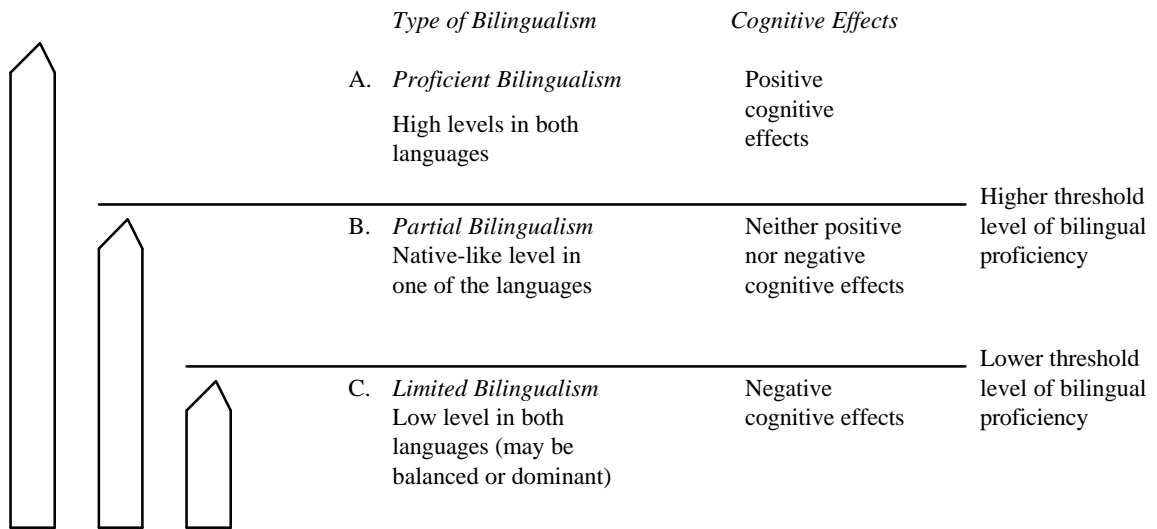 Type of Bilingualism
Cognitive Effects
A. Proficient Bilingualism
High levels in both
languages
Positive
cognitive
effects
Higher threshold
level of bilingual
proficiency
B. Partial Bilingualism
Native-like level in
one of the languages
Neither positive
nor negative
cognitive effects
Lower threshold
level of bilingual
proficiency
C. Limited Bilingualism
Low level in both
languages (may be
balanced or dominant)
Negative
cognitive effects